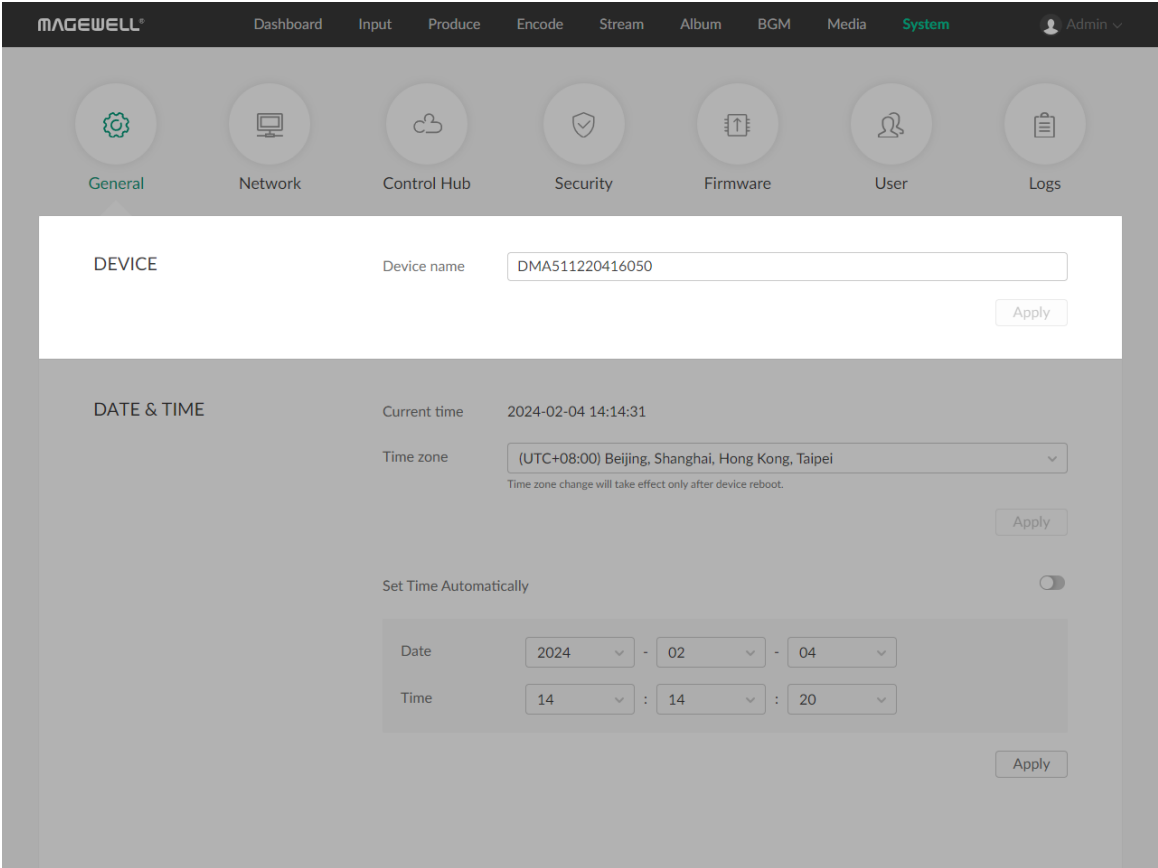 MAGEWELL® Dashboard Input Produce Encode Stream Album BGM Media System Admin
General Network Control Hub Security Firmware User Logs
DEVICE Device name DMA511220416050
Apply
DATE & TIME Current time 2024-02-04 14:14:31
Time zone (UTC+08:00) Beijing, Shanghai, Hong Kong, Taipei
Time zone change will take effect only after device reboot.
Apply
Set Time Automatically
Date 2024 - 02 - 04
Time 14 : 14 : 20
Apply